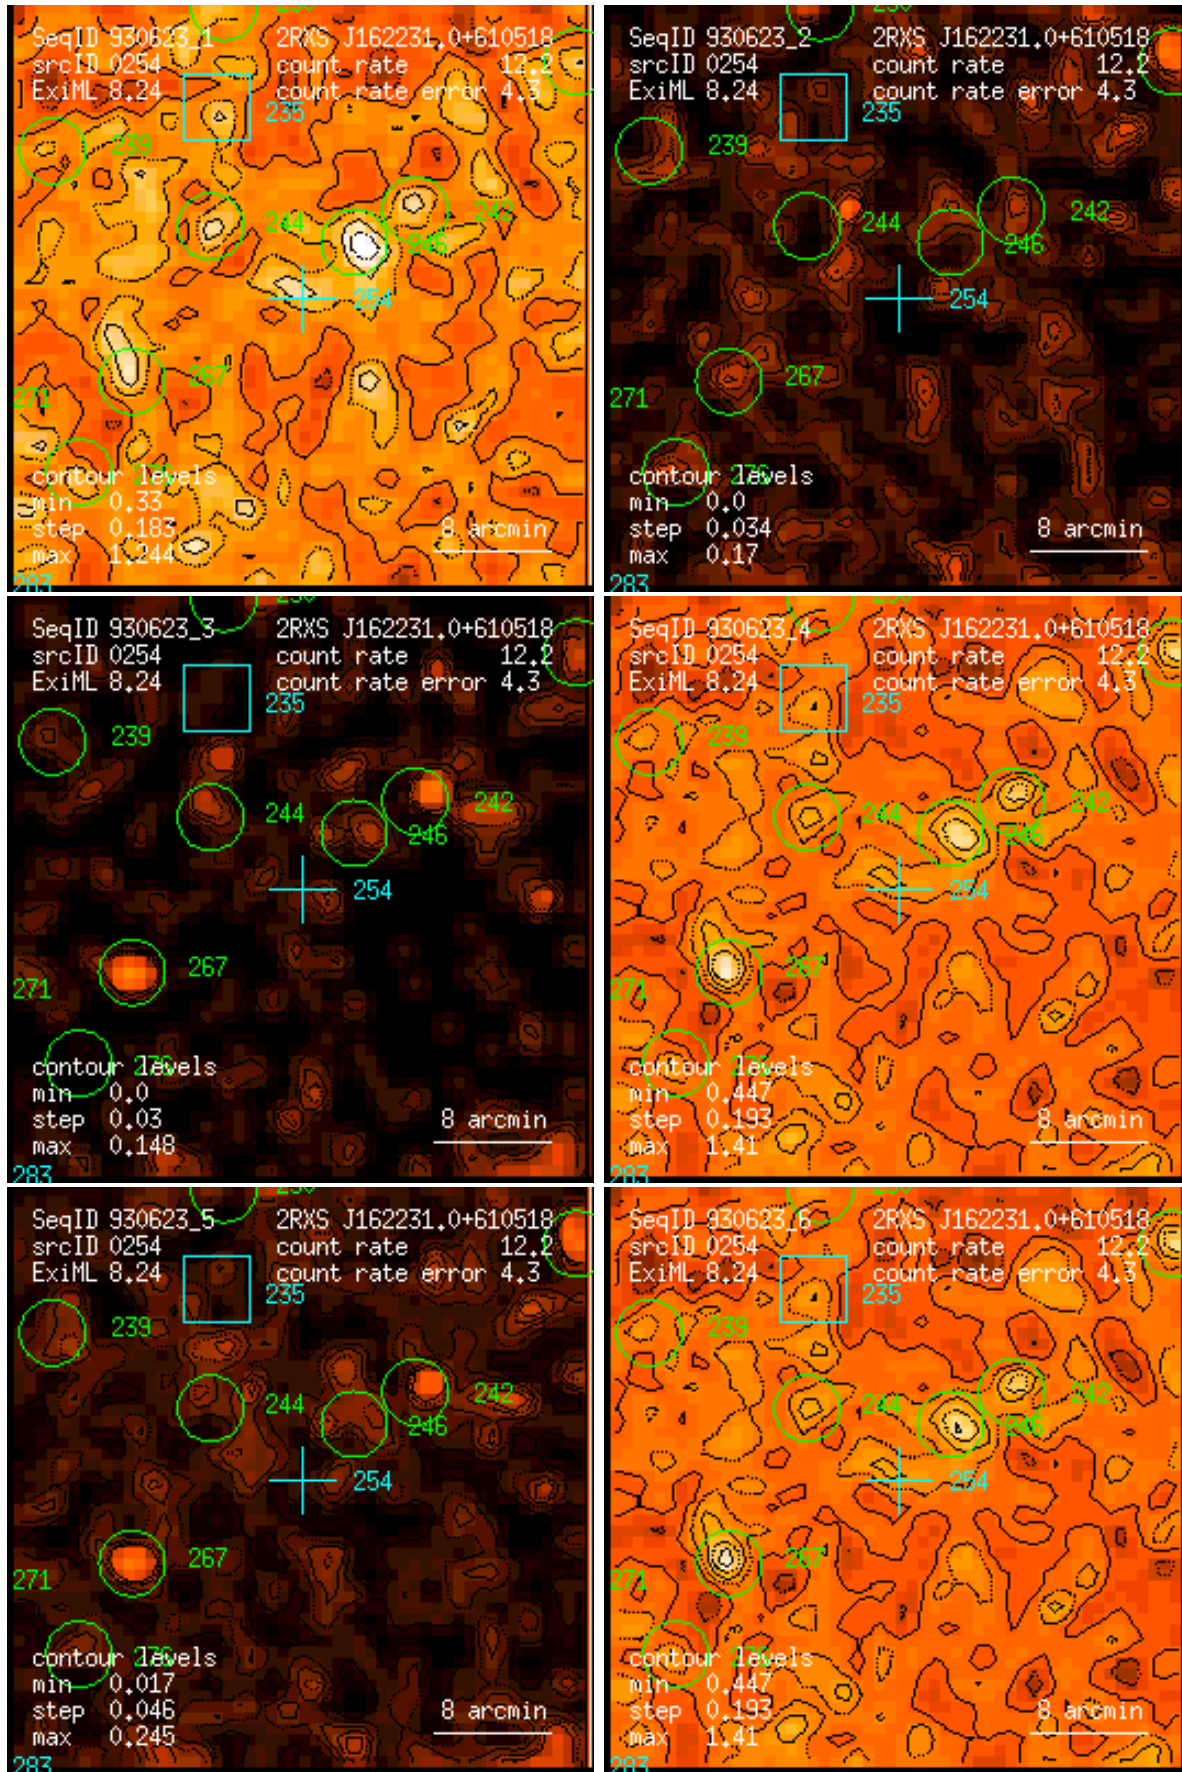 SeqID 930623_1 2RXS J162231.0+610518
srcID 0254 count rate 12.2
ExiML 8.24 count rate error 4.3
235
239
244
242
246
254
267
271
276
contour levels
min 0.33
step 0.183
max 1.244
8 arcmin
283
SeqID 930623_2 2RXS J162231.0+610518
srcID 0254 count rate 12.2
ExiML 8.24 count rate error 4.3
235
239
244
242
246
254
267
271
276
contour levels
min 0.0
step 0.034
max 0.17
8 arcmin
283
SeqID 930623_3 2RXS J162231.0+610518
srcID 0254 count rate 12.2
ExiML 8.24 count rate error 4.3
235
239
244
242
246
254
267
271
276
contour levels
min 0.0
step 0.03
max 0.148
8 arcmin
283
SeqID 930623_4 2RXS J162231.0+610518
srcID 0254 count rate 12.2
ExiML 8.24 count rate error 4.3
235
239
244
242
246
254
267
271
276
contour levels
min 0.447
step 0.193
max 1.41
8 arcmin
283
SeqID 930623_5 2RXS J162231.0+610518
srcID 0254 count rate 12.2
ExiML 8.24 count rate error 4.3
235
239
244
242
246
254
267
271
276
contour levels
min 0.017
step 0.046
max 0.245
8 arcmin
283
SeqID 930623_6 2RXS J162231.0+610518
srcID 0254 count rate 12.2
ExiML 8.24 count rate error 4.3
235
239
244
242
246
254
267
271
276
contour levels
min 0.447
step 0.193
max 1.41
8 arcmin
283